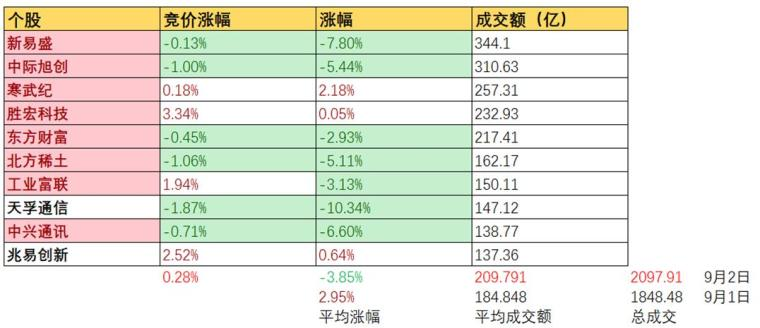 个股 竞价涨幅 涨幅 成交额（亿）
新易盛 -0.13% -7.80% 344.1
中际旭创 -1.00% -5.44% 310.63
寒武纪 0.18% 2.18% 257.31
胜宏科技 3.34% 0.05% 232.93
东方财富 -0.45% -2.93% 217.41
北方稀土 -1.06% -5.11% 162.17
工业富联 1.94% -3.13% 150.11
天孚通信 -1.87% -10.34% 147.12
中兴通讯 -0.71% -6.60% 138.77
兆易创新 2.52% 0.64% 137.36
0.28% -3.85% 209.791 2097.91 9月2日
2.95% 184.848 1848.48 9月1日
平均涨幅 平均成交额 总成交